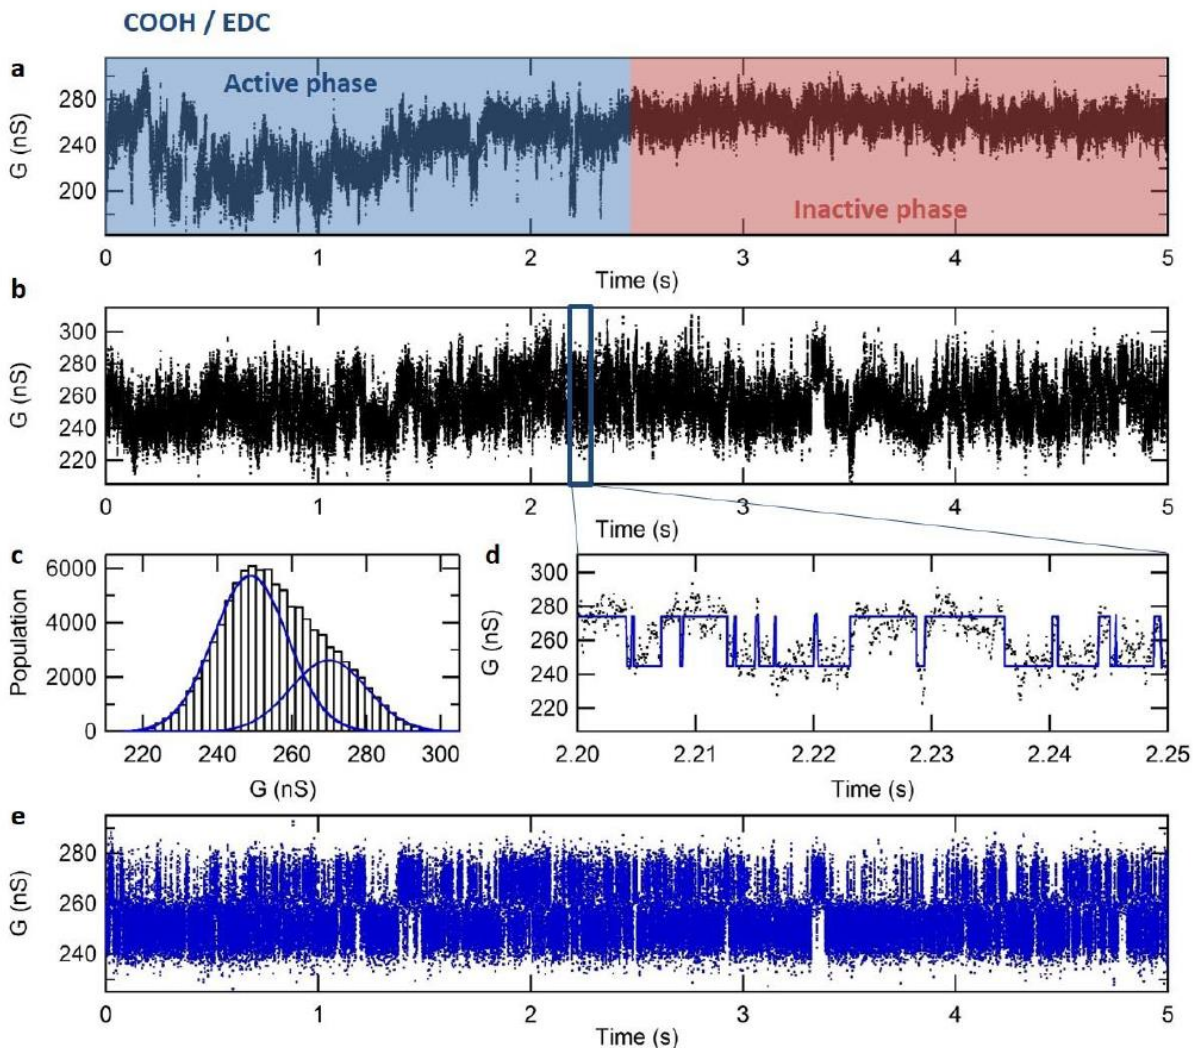 COOH / EDC
a
Active phase
Inactive phase
G (nS)
280
240
200
0 1 2 3 4 5
Time (s)
b
G (nS)
300
280
260
240
220
0 1 2 3 4 5
Time (s)
c
Population
6000
4000
2000
0
220 240 260 280 300
G (nS)
d
G (nS)
300
280
260
240
220
2.20 2.21 2.22 2.23 2.24 2.25
Time (s)
e
G (nS)
280
260
240
0 1 2 3 4 5
Time (s)